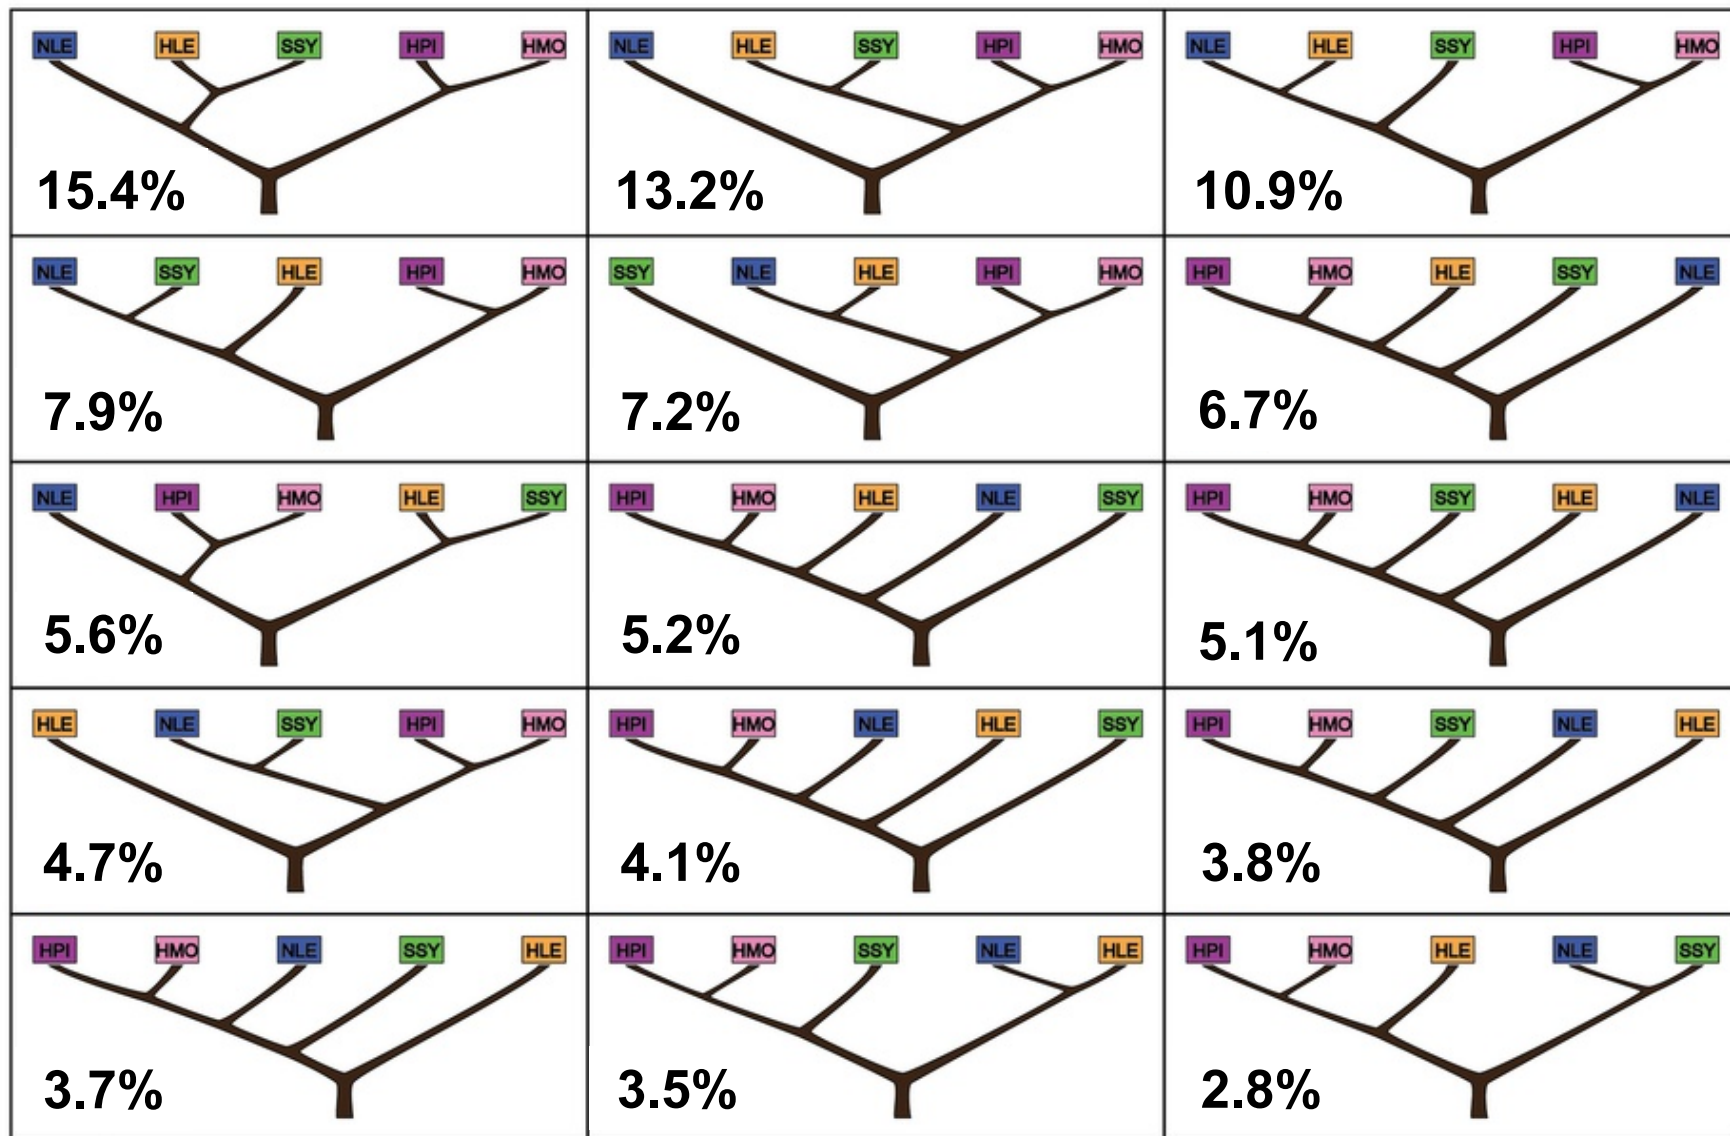 NLE HLE SSY HPI HMO
15.4%
NLE HLE SSY HPI HMO
13.2%
NLE HLE SSY HPI HMO
10.9%
NLE SSY HLE HPI HMO
7.9%
SSY NLE HLE HPI HMO
7.2%
HPI HMO HLE SSY NLE
6.7%
NLE HPI HMO HLE SSY
5.6%
HPI HMO HLE NLE SSY
5.2%
HPI HMO SSY HLE NLE
5.1%
HLE NLE SSY HPI HMO
4.7%
HPI HMO NLE HLE SSY
4.1%
HPI HMO SSY NLE HLE
3.8%
HPI HMO NLE SSY HLE
3.7%
HPI HMO SSY NLE HLE
3.5%
HPI HMO HLE NLE SSY
2.8%